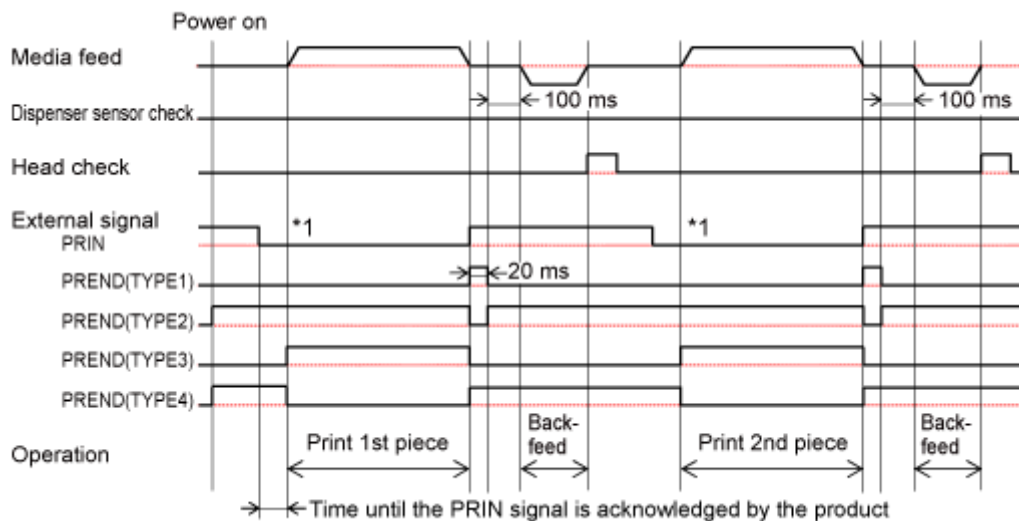 Power on
Media feed
100 ms
100 ms
Dispenser sensor check
Head check
External signal
*1
*1
PRIN
PREND(TYPE1)
20 ms
PREND(TYPE2)
PREND(TYPE3)
PREND(TYPE4)
Operation
Print 1st piece
Back-
feed
Print 2nd piece
Back-
feed
Time until the PRIN signal is acknowledged by the product